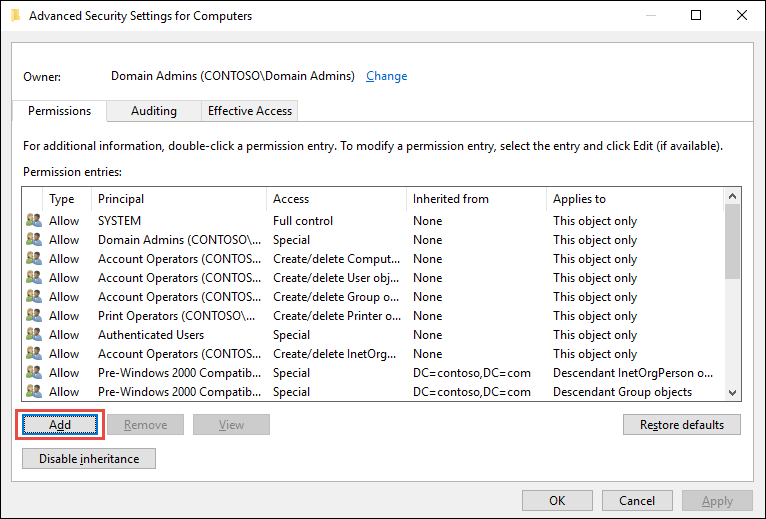 Advanced Security Settings for Computers
Owner: Domain Admins (CONTOSO\Domain Admins) Change
Permissions Auditing Effective Access
For additional information, double-click a permission entry. To modify a permission entry, select the entry and click Edit (if available).
Permission entries:
Type Principal Access Inherited from Applies to
Allow SYSTEM Full control None This object only
Allow Domain Admins (CONTOSO\... Special None This object only
Allow Account Operators (CONTOS... Create/delete Comput... None This object only
Allow Account Operators (CONTOS... Create/delete User obj... None This object only
Allow Account Operators (CONTOS... Create/delete Group o... None This object only
Allow Print Operators (CONTOSO\... Create/delete Printer o... None This object only
Allow Authenticated Users Special None This object only
Allow Account Operators (CONTOS... Create/delete InetOrg... None This object only
Allow Pre-Windows 2000 Compatib... Special DC=contoso,DC=com Descendant InetOrgPerson o...
Allow Pre-Windows 2000 Compatib... Special DC=contoso,DC=com Descendant Group objects
Add Remove View Restore defaults
Disable inheritance
OK Cancel Apply